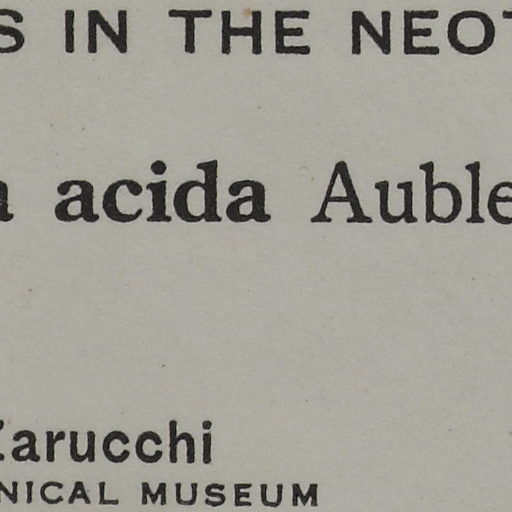 S IN THE NEOT
a acida Auble
Zarucchi
NICAL MUSEUM